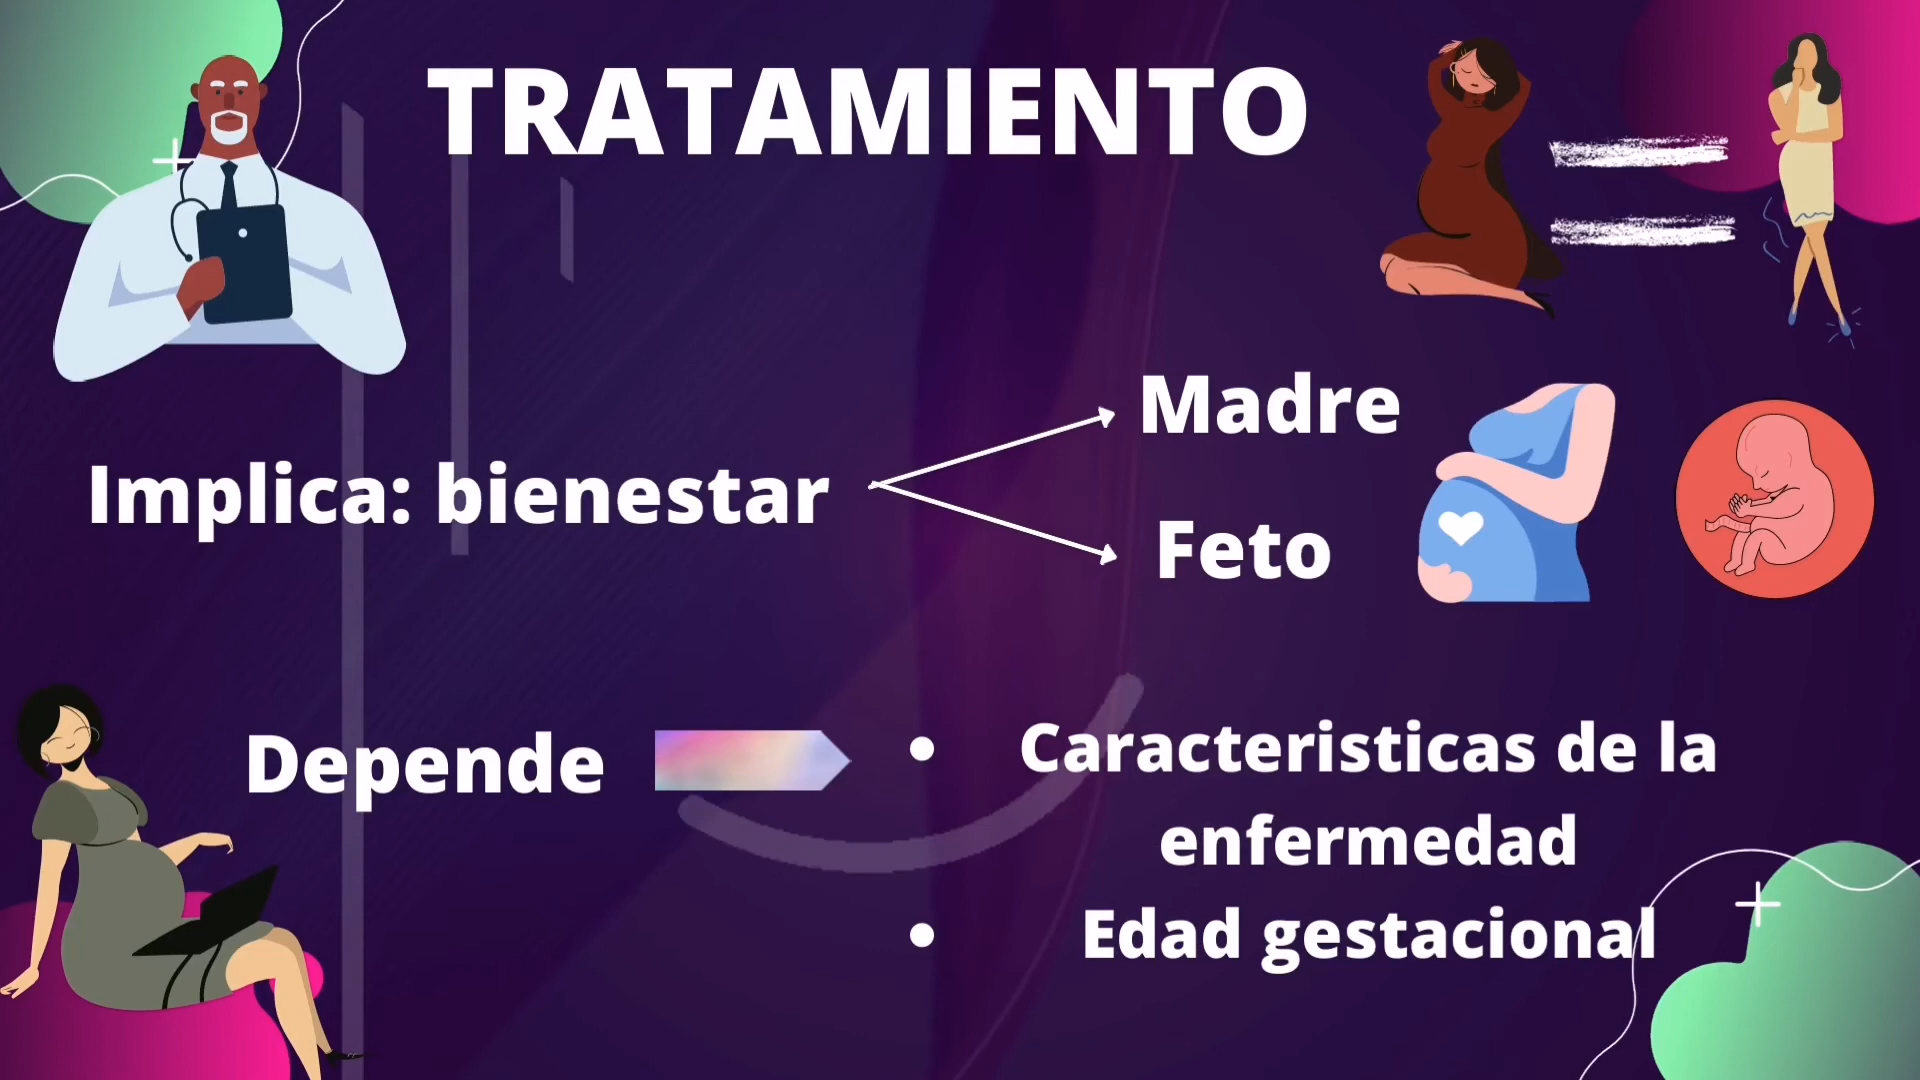 TRATAMIENTO
Madre
Implica: bienestar
Feto
Depende
• Caracteristicas de la
enfermedad
• Edad gestacional